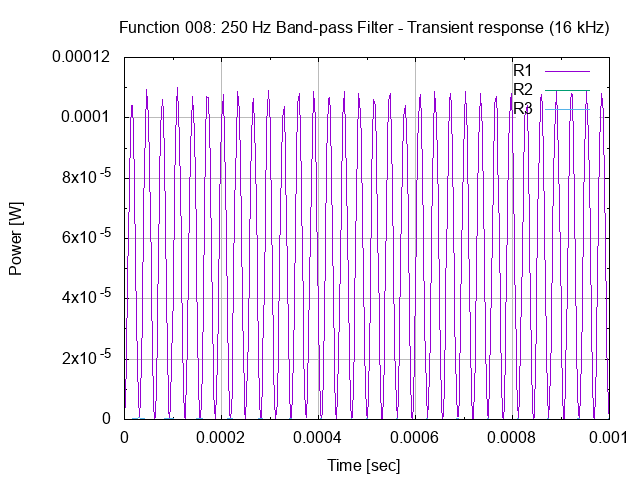 Function 008: 250 Hz Band-pass Filter - Transient response (16 kHz)
0.00012
0.0001
8x10-5
6x10-5
4x10-5
2x10-5
0
Power [W]
R1
R2
R3
0 0.0002 0.0004 0.0006 0.0008 0.001
Time [sec]